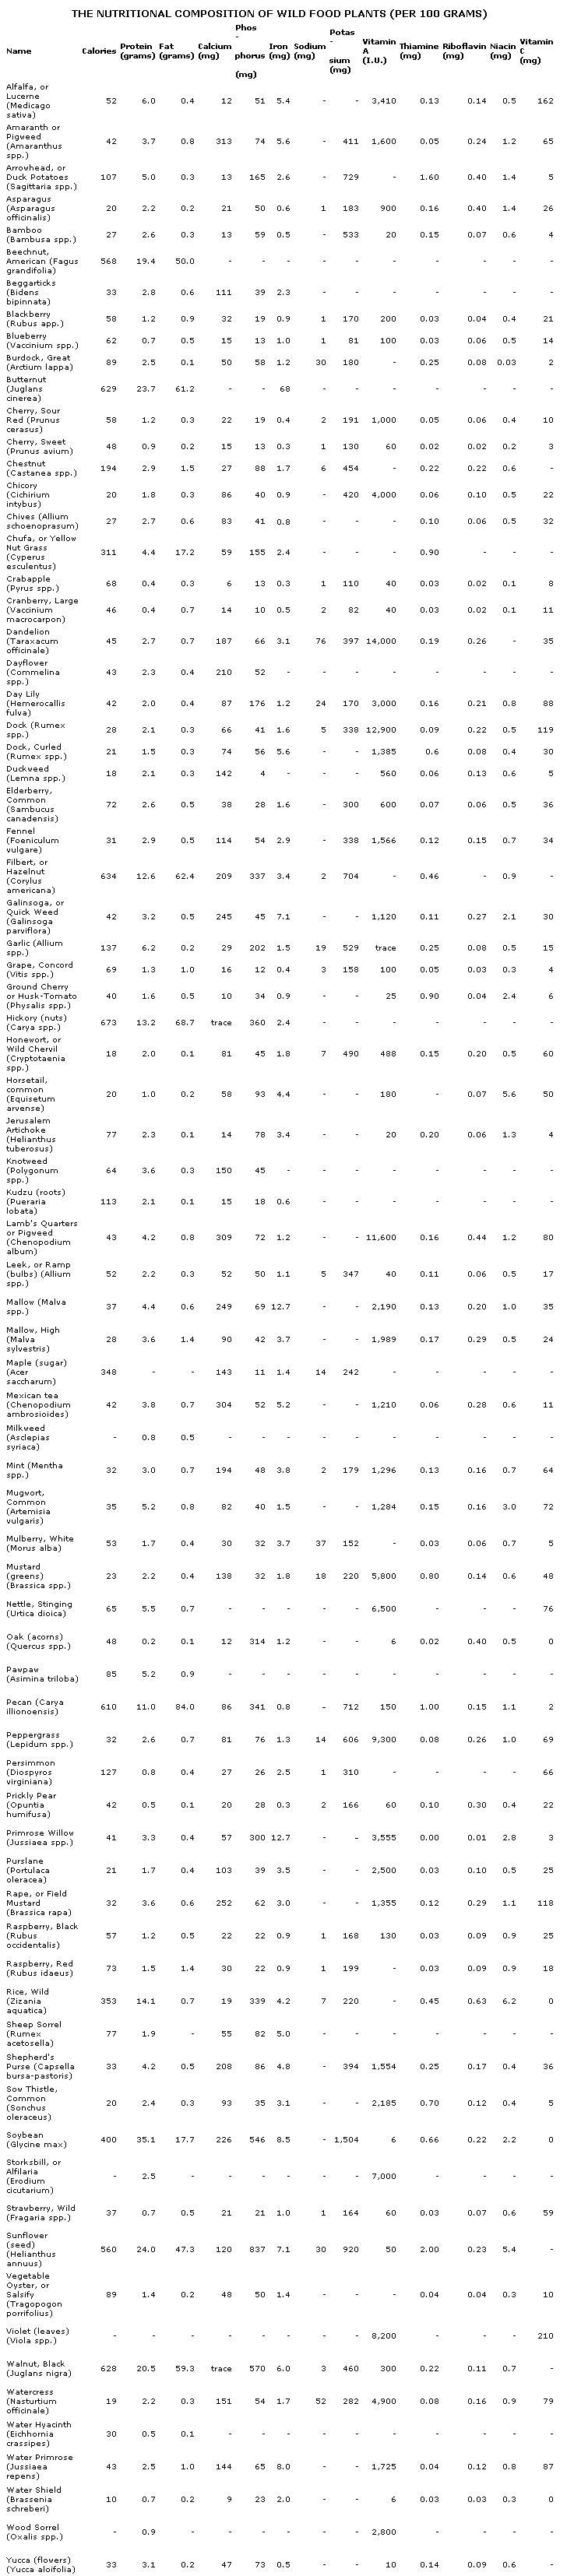 THE NUTRITIONAL COMPOSITION OF WILD FOOD PLANTS (PER 100 GRAMS)
Name Calories Protein (grams) Fat (grams) Calcium (mg) Phos - phorus (mg) Iron (mg) Sodium (mg) Potas - sium (mg) Vitamin A (I.U.) Thiamine (mg) Riboflavin (mg) Niacin (mg) Vitamin C (mg)
Alfalfa, or Lucerne (Medicago sativa) 52 6.0 0.4 12 51 5.4 - - 3,410 0.13 0.14 0.5 162
Amaranth or Pigweed (Amaranthus spp.) 42 3.7 0.8 313 74 5.6 - 411 1,600 0.05 0.24 1.2 65
Arrowhead, or Duck Potatoes (Sagittaria spp.) 107 5.0 0.3 13 165 2.6 - 729 - 1.60 0.40 1.4 5
Asparagus (Asparagus officinalis) 20 2.2 0.2 21 50 0.6 1 183 900 0.16 0.40 1.4 26
Bamboo (Bambusa spp.) 27 2.6 0.3 13 59 0.5 - 533 20 0.15 0.07 0.6 4
Beechnut, American (Fagus grandifolia) 568 19.4 50.0 - - - - - - - - - -
Beggarticks (Bidens bipinnata) 33 2.8 0.6 111 39 2.3 - - - - - -
Blackberry (Rubus app.) 58 1.2 0.9 32 19 0.9 1 170 200 0.03 0.04 0.4 21
Blueberry (Vaccinium spp.) 62 0.7 0.5 15 13 1.0 1 81 100 0.03 0.06 0.5 14
Burdock, Great (Arctium lappa) 89 2.5 0.1 50 58 1.2 30 180 - 0.25 0.08 0.03 2
Butternut (Juglans cinerea) 629 23.7 61.2 - - 68 - - - - - - -
Cherry, Sour Red (Prunus cerasus) 58 1.2 0.3 22 19 0.4 2 191 1,000 0.05 0.06 0.4 10
Cherry, Sweet (Prunus avium) 48 0.9 0.2 15 13 0.3 1 130 60 0.02 0.02 0.2 3
Chestnut (Castanea spp.) 194 2.9 1.5 27 88 1.7 6 454 - 0.22 0.22 0.6 -
Chicory (Cichirium intybus) 20 1.8 0.3 86 40 0.9 - 420 4,000 0.06 0.10 0.5 22
Chives (Allium schoenoprasum) 27 2.7 0.6 83 41 0.8 - - - 0.10 0.06 0.5 32
Chufa, or Yellow Nut Grass (Cyperus esculentus) 311 4.4 17.2 59 155 2.4 - - - 0.90 - - -
Crabapple (Pyrus spp.) 68 0.4 0.3 6 13 0.3 1 110 40 0.03 0.02 0.1 8
Cranberry, Large (Vaccinium macrocarpon) 46 0.4 0.7 14 10 0.5 2 82 40 0.03 0.02 0.1 11
Dandelion (Taraxacum officinale) 45 2.7 0.7 187 66 3.1 76 397 14,000 0.19 0.26 - 35
Dayflower (Commelina spp.) 43 2.3 0.4 210 52 - - - - - - - -
Day Lily (Hemerocallis fulva) 42 2.0 0.4 87 176 1.2 24 170 3,000 0.16 0.21 0.8 88
Dock (Rumex spp.) 28 2.1 0.3 66 41 1.6 5 338 12,900 0.09 0.22 0.5 119
Dock, Curled (Rumex spp.) 21 1.5 0.3 74 56 5.6 - - 1,385 0.6 0.08 0.4 30
Duckweed (Lemna spp.) 18 2.1 0.3 142 4 - - - 560 0.06 0.13 0.6 5
Elderberry, Common (Sambucus canadensis) 72 2.6 0.5 38 28 1.6 - 300 600 0.07 0.06 0.5 36
Fennel (Foeniculum vulgare) 31 2.9 0.5 114 54 2.9 - 338 1,566 0.12 0.15 0.7 34
Filbert, or Hazelnut (Corylus americana) 634 12.6 62.4 209 337 3.4 2 704 - 0.46 - 0.9 -
Galinsoga, or Quick Weed (Galinsoga parviflora) 42 3.2 0.5 245 45 7.1 - - 1,120 0.11 0.27 2.1 30
Garlic (Allium spp.) 137 6.2 0.2 29 202 1.5 19 529 trace 0.25 0.08 0.5 15
Grape, Concord (Vitis spp.) 69 1.3 1.0 16 12 0.4 3 158 100 0.05 0.03 0.3 4
Ground Cherry or Husk-Tomato (Physalis spp.) 40 1.6 0.5 10 34 0.9 - - 25 0.90 0.04 2.4 6
Hickory (nuts) (Carya spp.) 673 13.2 68.7 trace 360 2.4 - - - - - - -
Honewort, or Wild Chervil (Cryptotaenia spp.) 18 2.0 0.1 81 45 1.8 7 490 488 0.15 0.20 0.5 60
Horsetail, common (Equisetum arvense) 20 1.0 0.2 58 93 4.4 - - 180 - 0.07 5.6 50
Jerusalem Artichoke (Helianthus tuberosus) 77 2.3 0.1 14 78 3.4 - - 20 0.20 0.06 1.3 4
Knotweed (Polygonum spp.) 64 3.6 0.3 150 45 - - - - - - - -
Kudzu (roots) (Pueraria lobata) 113 2.1 0.1 15 18 0.6 - - - - - - -
Lamb's Quarters or Pigweed (Chenopodium album) 43 4.2 0.8 309 72 1.2 - - 11,600 0.16 0.44 1.2 80
Leek, or Ramp (bulbs) (Allium spp.) 52 2.2 0.3 52 50 1.1 5 347 40 0.11 0.06 0.5 17
Mallow (Malva spp.) 37 4.4 0.6 249 69 12.7 - - 2,190 0.13 0.20 1.0 35
Mallow, High (Malva sylvestris) 28 3.6 1.4 90 42 3.7 - - 1,989 0.17 0.29 0.5 24
Maple (sugar) (Acer saccharum) 348 - - 143 11 1.4 14 242 - - - - -
Mexican tea (Chenopodium ambrosioides) 42 3.8 0.7 304 52 5.2 - - 1,210 0.06 0.28 0.6 11
Milkweed (Asclepias syriaca) - 0.8 0.5 - - - - - - - - - -
Mint (Mentha spp.) 32 3.0 0.7 194 48 3.8 2 179 1,296 0.13 0.16 0.7 64
Mugwort, Common (Artemisia vulgaris) 35 5.2 0.8 82 40 1.5 - - 1,284 0.15 0.16 3.0 72
Mulberry, White (Morus alba) 53 1.7 0.4 30 32 3.7 37 152 - 0.03 0.06 0.7 5
Mustard (greens) (Brassica spp.) 23 2.2 0.4 138 32 1.8 18 220 5,800 0.80 0.14 0.6 48
Nettle, Stinging (Urtica dioica) 65 5.5 0.7 - - - - - 6,500 - - - 76
Oak (acorns) (Quercus spp.) 48 0.2 0.1 12 314 1.2 - - 6 0.02 0.40 0.5 0
Pawpaw (Asimina triloba) 85 5.2 0.9 - - - - - - - - - -
Pecan (Carya illionoensis) 610 11.0 84.0 86 341 0.8 - 712 150 1.00 0.15 1.1 2
Peppergrass (Lepidum spp.) 32 2.6 0.7 81 76 1.3 14 606 9,300 0.08 0.26 1.0 69
Persimmon (Diospyros virginiana) 127 0.8 0.4 27 26 2.5 1 310 - - - - 66
Prickly Pear (Opuntia humifusa) 42 0.5 0.1 20 28 0.3 2 166 60 0.10 0.30 0.4 22
Primrose Willow (Jussiaea spp.) 41 3.3 0.4 57 300 12.7 - - 3,555 0.00 0.01 2.8 3
Purslane (Portulaca oleracea) 21 1.7 0.4 103 39 3.5 - - 2,500 0.03 0.10 0.5 25
Rape, or Field Mustard (Brassica rapa) 32 3.6 0.6 252 62 3.0 - - 1,355 0.12 0.29 1.1 118
Raspberry, Black (Rubus occidentalis) 57 1.2 0.5 22 22 0.9 1 168 130 0.03 0.09 0.9 25
Raspberry, Red (Rubus idaeus) 73 1.5 1.4 30 22 0.9 1 199 - 0.03 0.09 0.9 18
Rice, Wild (Zizania aquatica) 353 14.1 0.7 19 339 4.2 7 220 - 0.45 0.63 6.2 0
Sheep Sorrel (Rumex acetosella) 77 1.9 - 55 82 5.0 - - - - - - -
Shepherd's Purse (Capsella bursa-pastoris) 33 4.2 0.5 208 86 4.8 - 394 1,554 0.25 0.17 0.4 36
Sow Thistle, Common (Sonchus oleraceus) 20 2.4 0.3 93 35 3.1 - - 2,185 0.70 0.12 0.4 5
Soybean (Glycine max) 400 35.1 17.7 226 546 8.5 - 1,504 6 0.66 0.22 2.2 0
Storksbill, or Alfilaria (Erodium cicutarium) - 2.5 - - - - - - 7,000 - - - -
Strawberry, Wild (Fragaria spp.) 37 0.7 0.5 21 21 1.0 1 164 60 0.03 0.07 0.6 59
Sunflower (seed) (Helianthus annuus) 560 24.0 47.3 120 837 7.1 30 920 50 2.00 0.23 5.4 -
Vegetable Oyster, or Salsify (Tragopogon porrifolius) 89 1.4 0.2 48 50 1.4 - - - 0.04 0.04 0.3 10
Violet (leaves) (Viola spp.) - - - - - - - - 8,200 - - - 210
Walnut, Black (Juglans nigra) 628 20.5 59.3 trace 570 6.0 3 460 300 0.22 0.11 0.7 -
Watercress (Nasturtium officinale) 19 2.2 0.3 151 54 1.7 52 282 4,900 0.08 0.16 0.9 79
Water Hyacinth (Eichhornia crassipes) 30 0.5 0.1 - - - - - - - - - -
Water Primrose (Jussiaea repens) 43 2.5 1.0 144 65 8.0 - - 1,725 0.04 0.12 0.8 87
Water Shield (Brassenia schreberi) 10 0.7 0.2 9 23 2.0 - - 6 0.03 0.03 0.3 0
Wood Sorrel (Oxalis spp.) - 0.9 - - - - - - 2,800 - - - -
Yucca (flowers) (Yucca aloifolia) 33 3.1 0.2 47 73 0.5 - - 10 0.14 0.09 0.6 -